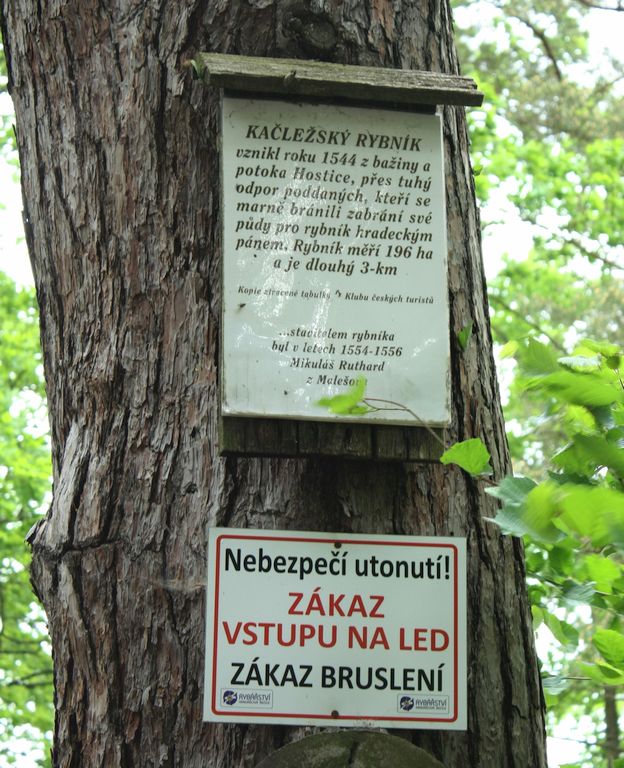 KAČLEŽSKÝ RYBNÍK
vznikl roku 1544 z bažiny a
potoka Hostice, přes tuhý
odpor poddaných, kteří se
marně bránili zabrání své
půdy pro rybník hradeckým
pánem. Rybník měří 196 ha
a je dlouhý 3-km
Kopie ztracené tabulky Klubu českých turistů
rybníka
byl v letech 1554-1556
Mikuláš Ruthard
z Malešov
Nebezpečí utonutí!
ZÁKAZ
VSTUPU NA LED
ZÁKAZ BRUSLENÍ
RYBÁŘSTVÍ
RYBÁŘSTVÍ